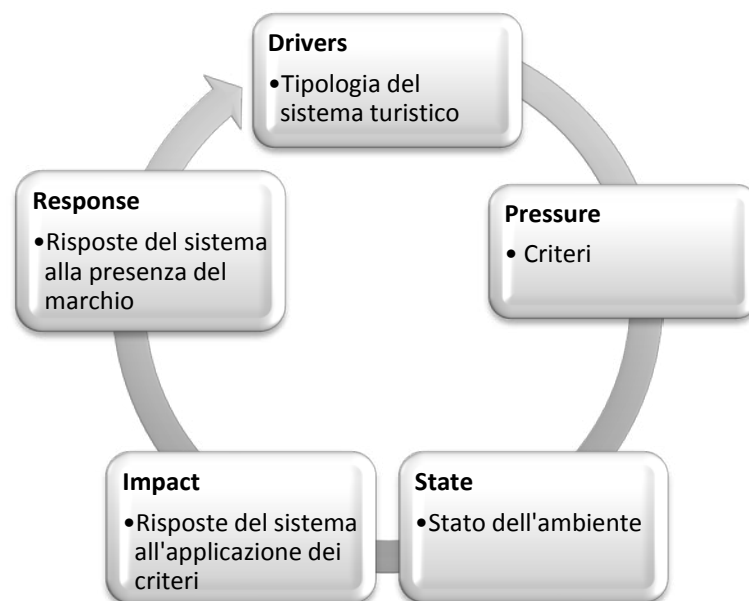 Drivers
•Tipologia del
sistema turistico
Pressure
• Criteri
State
•Stato dell'ambiente
Impact
•Risposte del sistema
all'applicazione dei
criteri
Response
•Risposte del sistema
alla presenza del
marchio